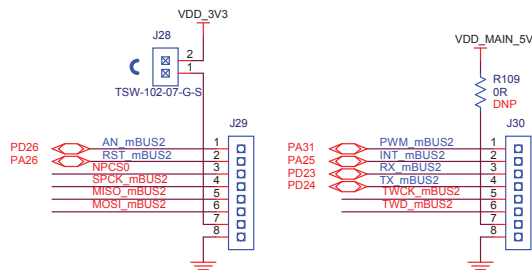 VDD_3V3
J28
2
1
TSW-102-07-G-S
J29
PD26 AN_mBUS2 1
PA26 RST_mBUS2 2
NPCS0 3
SPCK_mBUS2 4
MISO_mBUS2 5
MOSI_mBUS2 6
7
8
VDD_MAIN_5V
R109
0R
DNP
J30
PA31 PWM_mBUS2 1
PA25 INT_mBUS2 2
PD23 RX_mBUS2 3
PD24 TX_mBUS2 4
TWCK_mBUS2 5
TWD_mBUS2 6
7
8